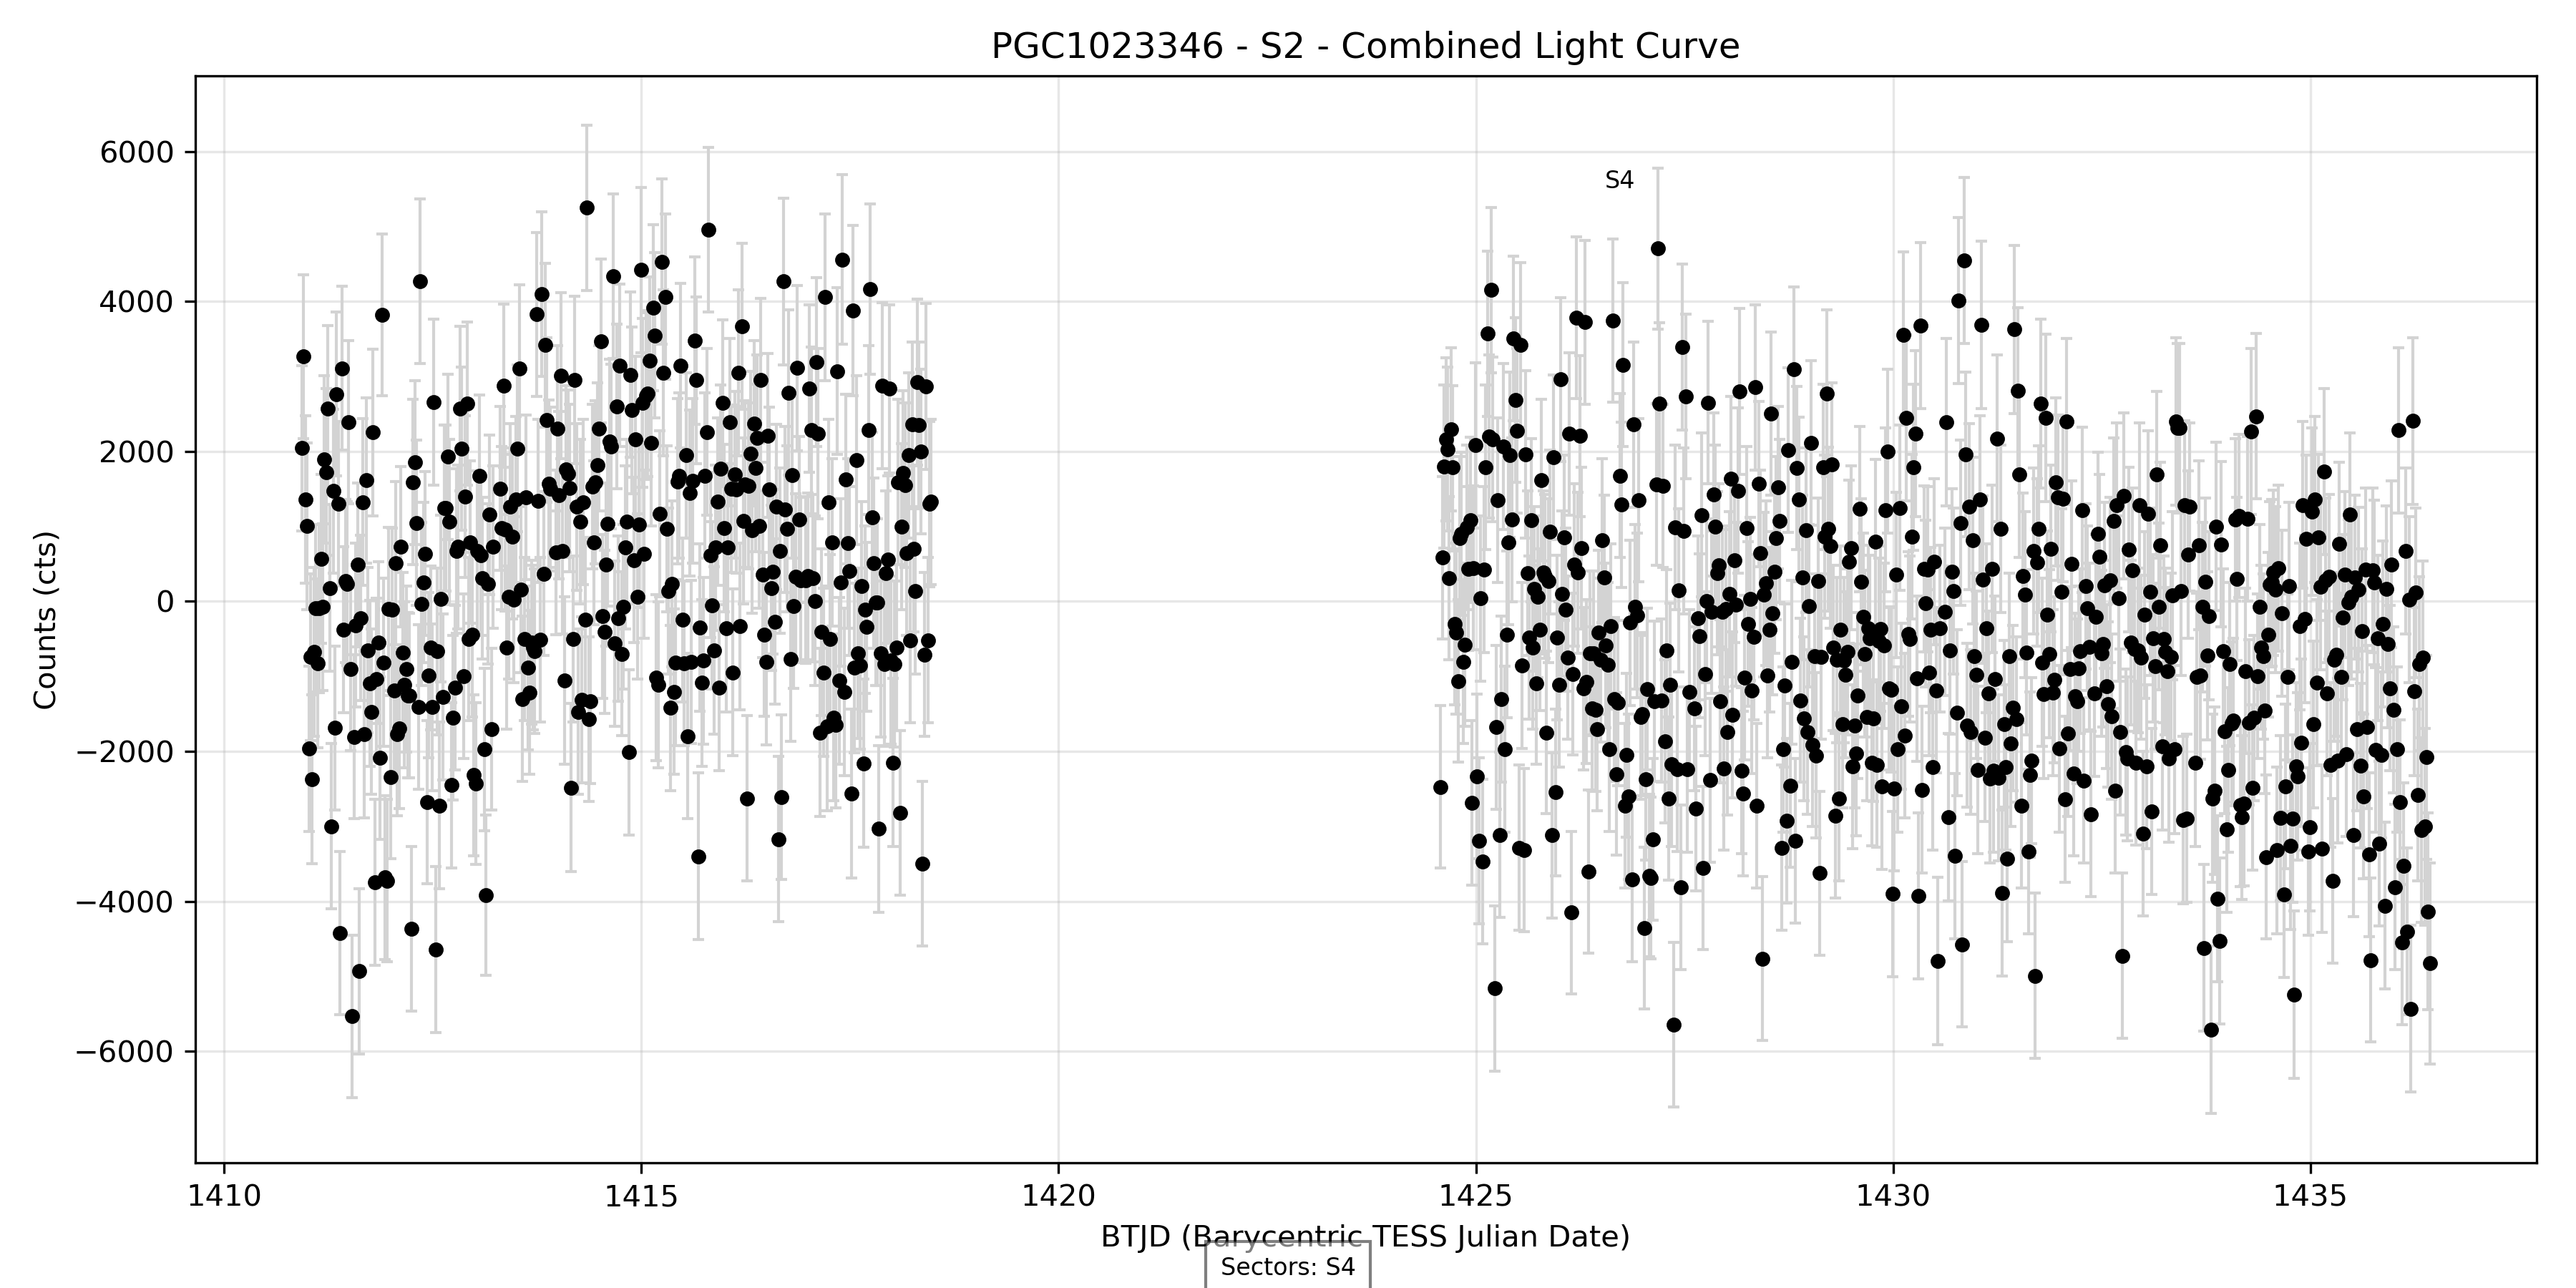 PGC1023346 - S2 - Combined Light Curve
6000
4000
2000
0
−2000
−4000
−6000
Counts (cts)
S4
1410
1415
1420
1425
1430
1435
BTJD (Barycentric TESS Julian Date)
Sectors: S4